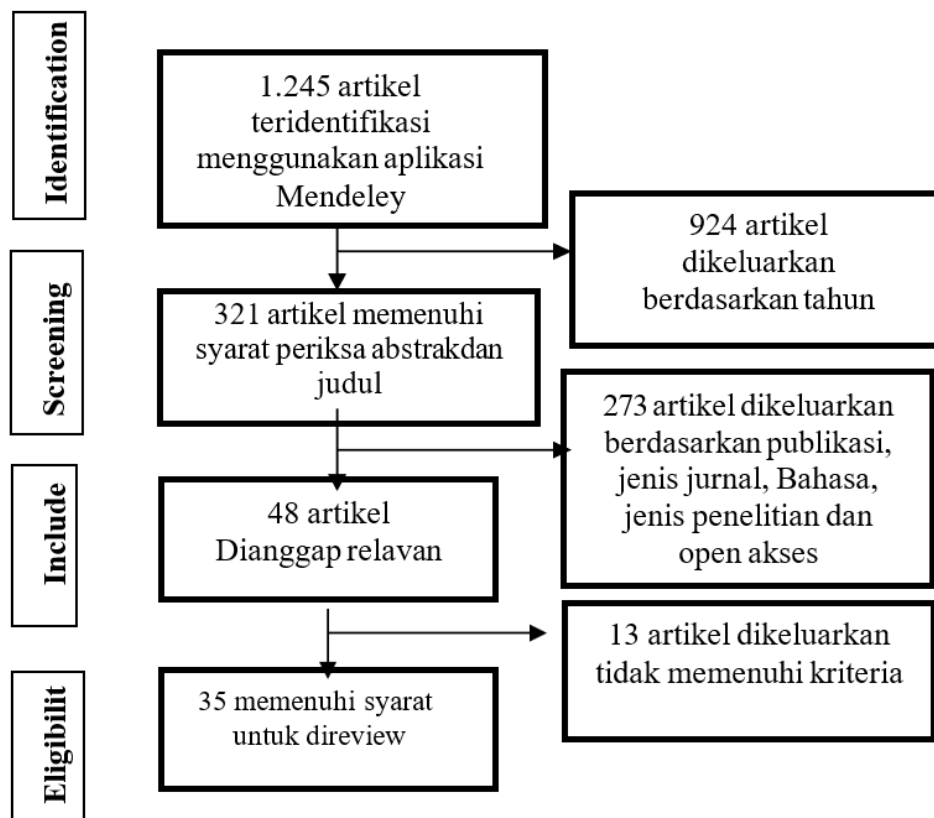 Identification
1.245 artikel
teridentifikasi
menggunakan aplikasi
Mendeley
924 artikel
dikeluarkan
berdasarkan tahun
Screening
321 artikel memenuhi
syarat periksa abstrakdan
judul
273 artikel dikeluarkan
berdasarkan publikasi,
jenis jurnal, Bahasa,
jenis penelitian dan
open akses
Include
48 artikel
Dianggap relavan
13 artikel dikeluarkan
tidak memenuhi kriteria
Eligibilit
35 memenuhi syarat
untuk direview